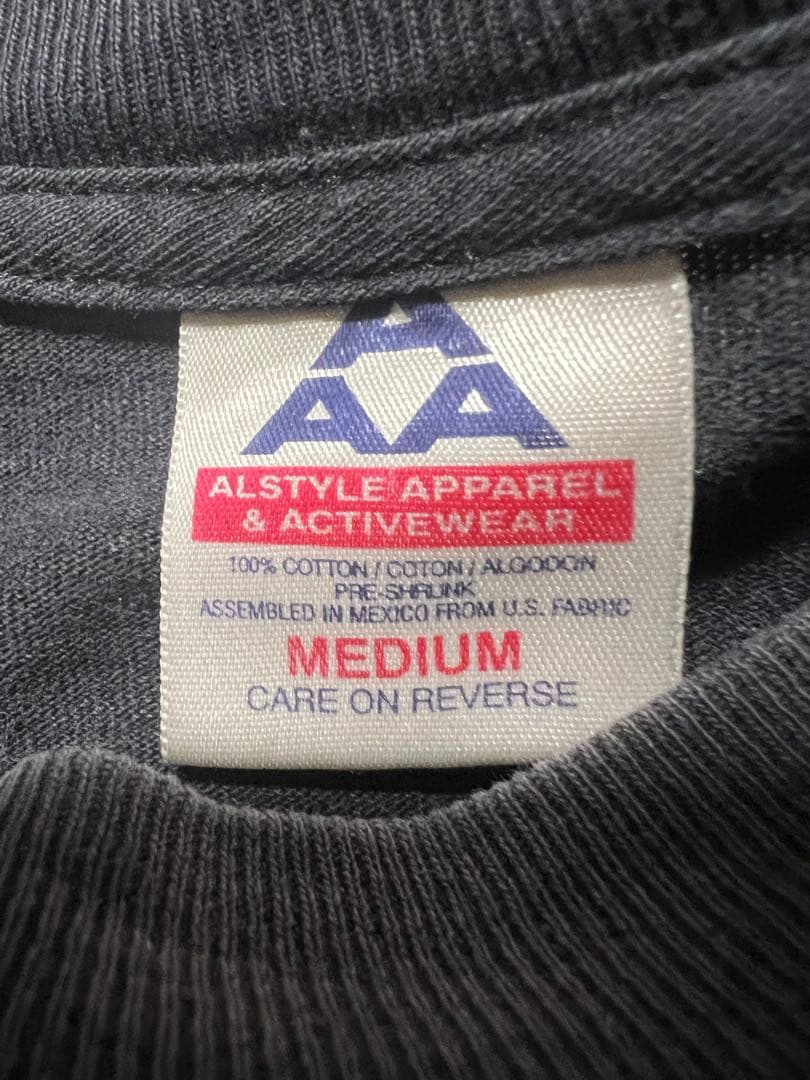 A
A A
ALSTYLE APPAREL
& ACTIVEWEAR
100% COTTON / COTON / ALGODON
PRE-SHRUNK
ASSEMBLED IN MEXICO FROM U.S. FABRIC
MEDIUM
CARE ON REVERSE